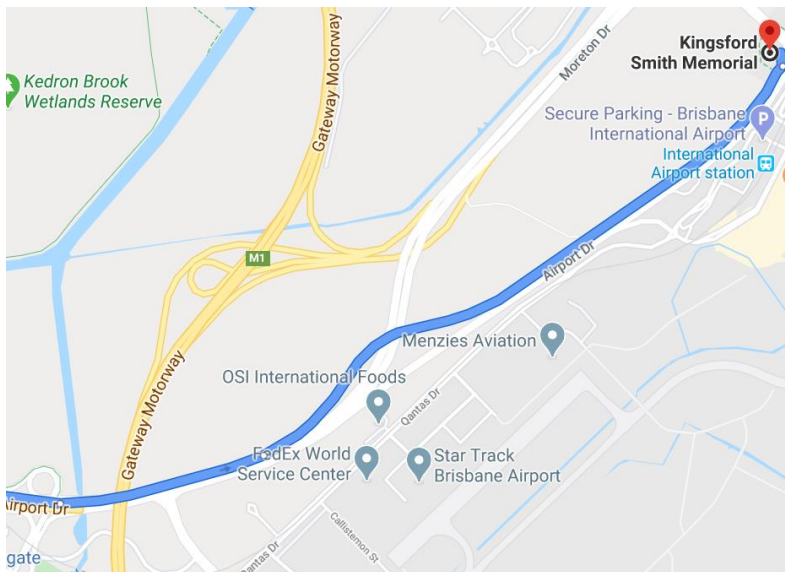 Kingsford
Smith Memorial
Kedron Brook
Wetlands Reserve
Gateway Motorway
Moreton Dr
Secure Parking - Brisbane
International Airport
P
International
Airport station
M1
Airport Dr
Menzies Aviation
OSI International Foods
Gateway Motorway
Qantas Dr
FedEx World
Service Center
Star Track
Brisbane Airport
Airport Dr
Callistemon St
Qantas Dr
gate